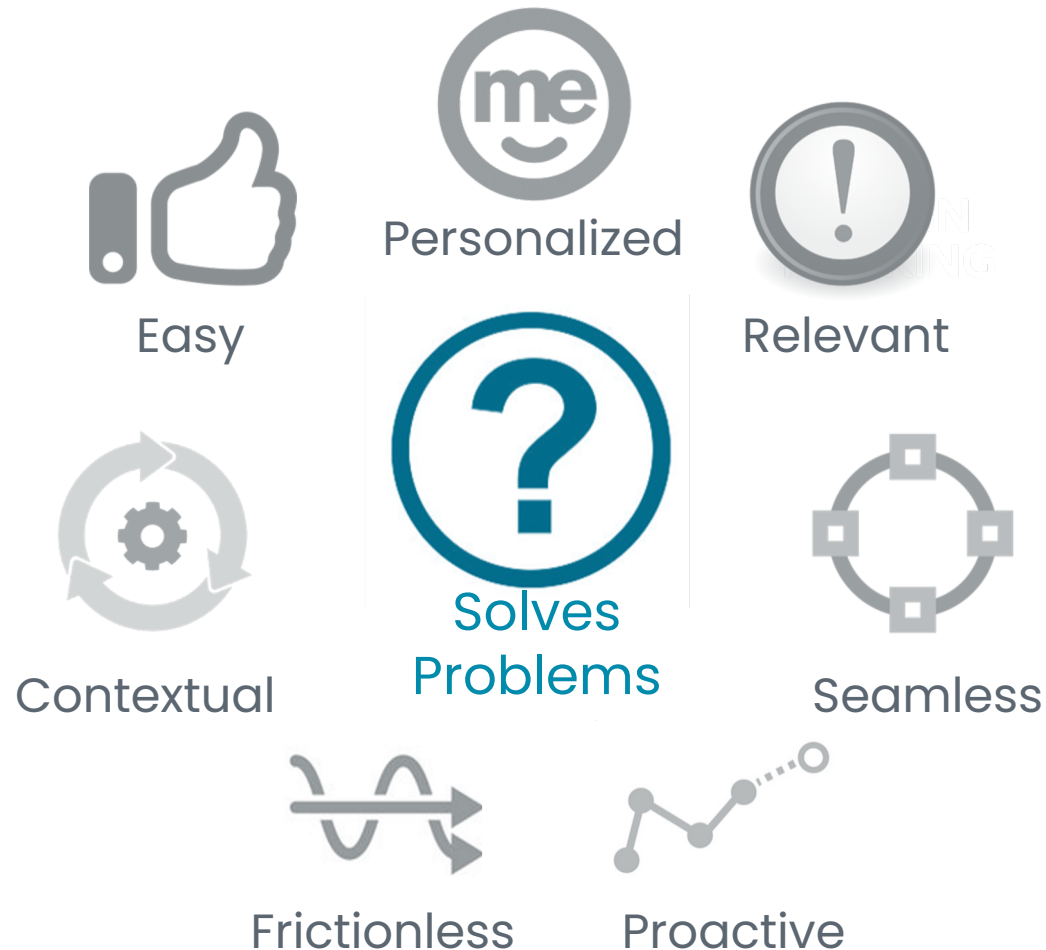 me
Personalized
Easy
Relevant
?
!
Solves
Problems
Contextual
Seamless
Frictionless
Proactive